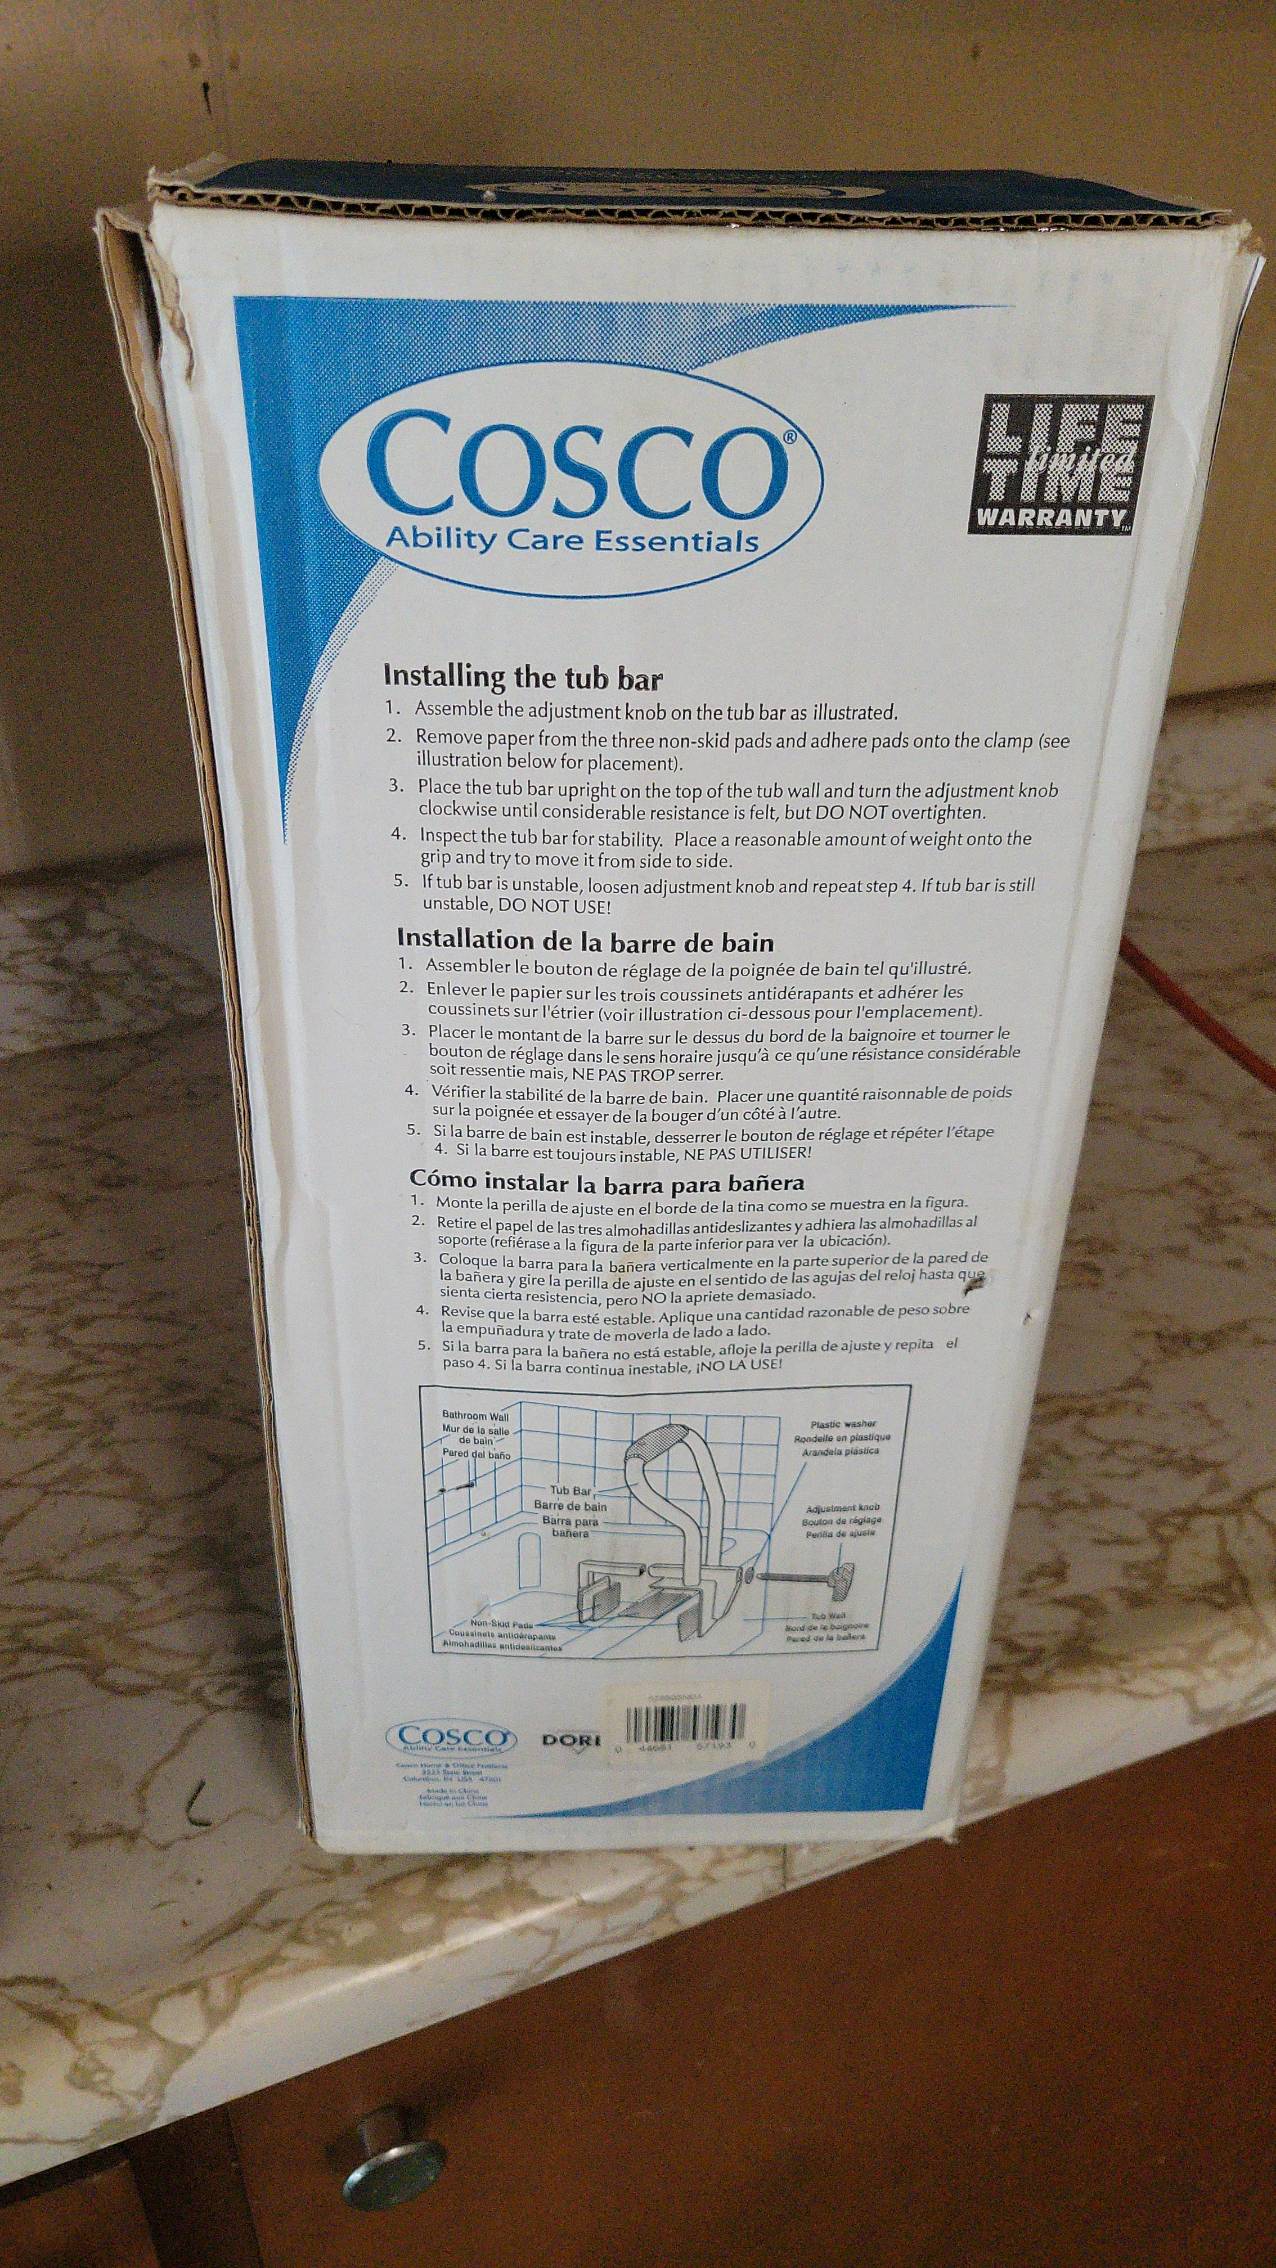 COSCO®
Ability Care Essentials
LIFE
limited
TIME
WARRANTY™
Installing the tub bar
1. Assemble the adjustment knob on the tub bar as illustrated.
2. Remove paper from the three non-skid pads and adhere pads onto the clamp (see
illustration below for placement).
3. Place the tub bar upright on the top of the tub wall and turn the adjustment knob
clockwise until considerable resistance is felt, but DO NOT overtighten.
4. Inspect the tub bar for stability. Place a reasonable amount of weight onto the
grip and try to move it from side to side.
5. If tub bar is unstable, loosen adjustment knob and repeat step 4. If tub bar is still
unstable, DO NOT USE!
Installation de la barre de bain
1. Assembler le bouton de réglage de la poignée de bain tel qu'illustré.
2. Enlever le papier sur les trois coussinets antidérapants et adhérer les
coussinets sur l'étrier (voir illustration ci-dessous pour l'emplacement).
3. Placer le montant de la barre sur le dessus du bord de la baignoire et tourner le
bouton de réglage dans le sens horaire jusqu'à ce qu'une résistance considérable
soit ressentie mais, NE PAS TROP serrer.
4. Vérifier la stabilité de la barre de bain. Placer une quantité raisonnable de poids
sur la poignée et essayer de la bouger d'un côté à l'autre.
5. Si la barre de bain est instable, desserrer le bouton de réglage et répéter l'étape
4. Si la barre est toujours instable, NE PAS UTILISER!
Cómo instalar la barra para bañera
1. Monte la perilla de ajuste en el borde de la tina como se muestra en la figura.
2. Retire el papel de las tres almohadillas antideslizantes y adhiera las almohadillas al
soporte (refiérase a la figura de la parte inferior para ver la ubicación).
3. Coloque la barra para la bañera verticalmente en la parte superior de la pared de
la bañera y gire la perilla de ajuste en el sentido de las agujas del reloj hasta que
sienta cierta resistencia, pero NO la apriete demasiado.
4. Revise que la barra esté estable. Aplique una cantidad razonable de peso sobre
la empuñadura y trate de moverla de lado a lado.
5. Si la barra para la bañera no está estable, afloje la perilla de ajuste y repita el
paso 4. Si la barra continua inestable, ¡NO LA USE!
Bathroom Wall
Mur de la salle
de bain
Pared del baño
Plastic washer
Rondelle en plastique
Arandela plástica
Tub Bar
Barre de bain
Barra para
bañera
Adjustment knob
Bouton de réglage
Perilla de ajuste
Non-Skid Pads
Coussinets antidérapants
Almohadillas antideslizantes
Tub Wall
Bord de la baignoire
Pared de la bañera
COSCO
Ability Care Essentials
DORE
Cosco Home & Office Products
Columbus, IN USA 47201
Made in China